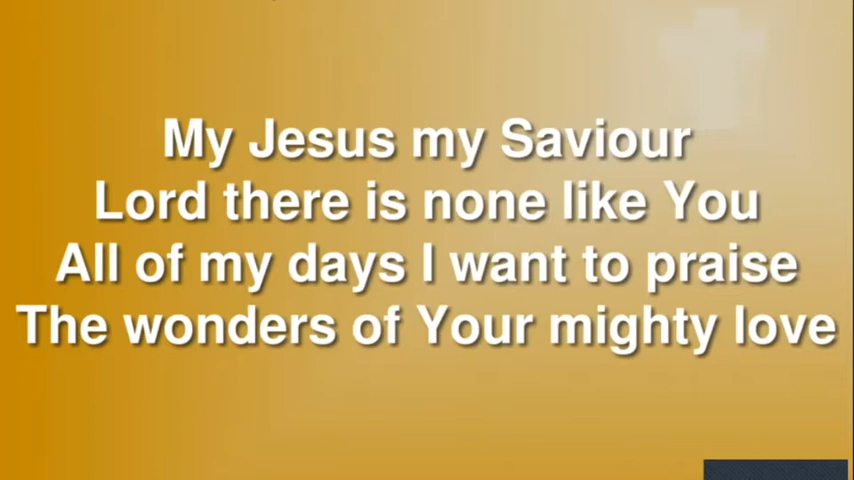 My Jesus my Saviour
Lord there is none like You
All of my days I want to praise
The wonders of Your mighty love